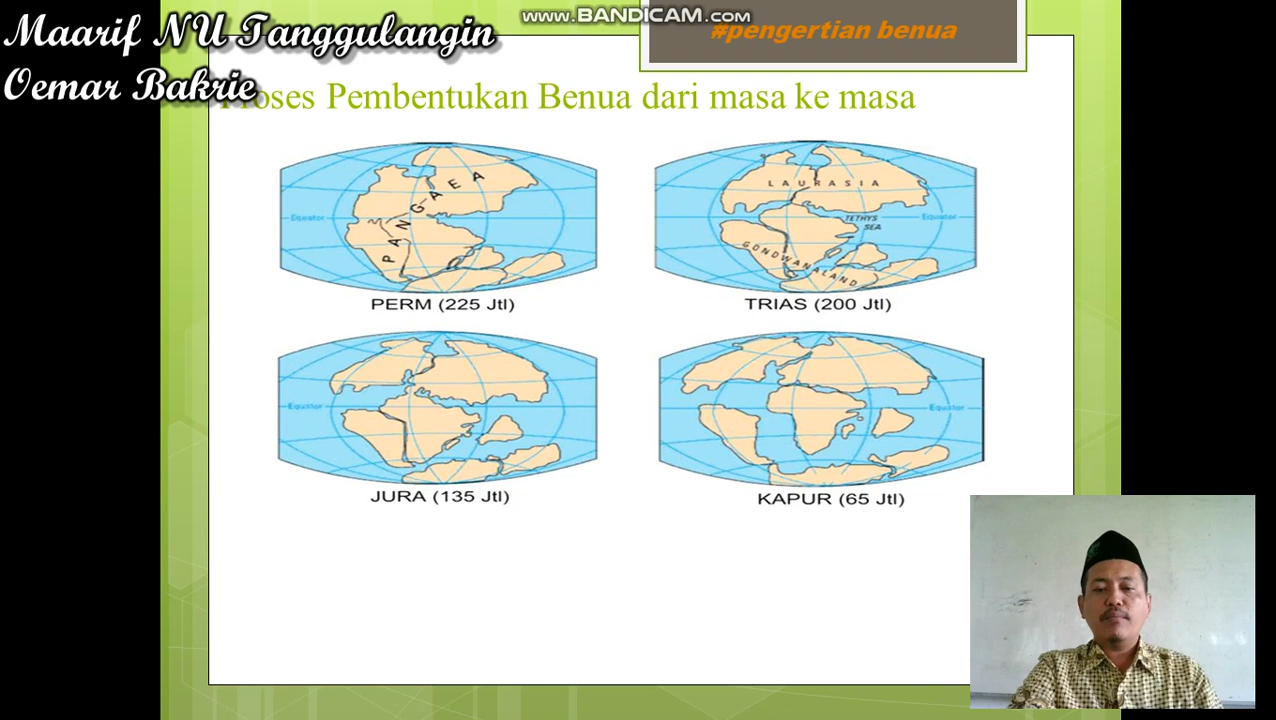 www.BANDICAM.com
Maarif NU Tanggulangin
Oemar Bakrie
#pengertian benua
Proses Pembentukan Benua dari masa ke masa
PANGAEA
Equator
PERM (225 Jtl)
LAURASIA
TETHYS
SEA
Equator
GONDWANALAND
TRIAS (200 Jtl)
Equator
JURA (135 Jtl)
Equator
KAPUR (65 Jtl)